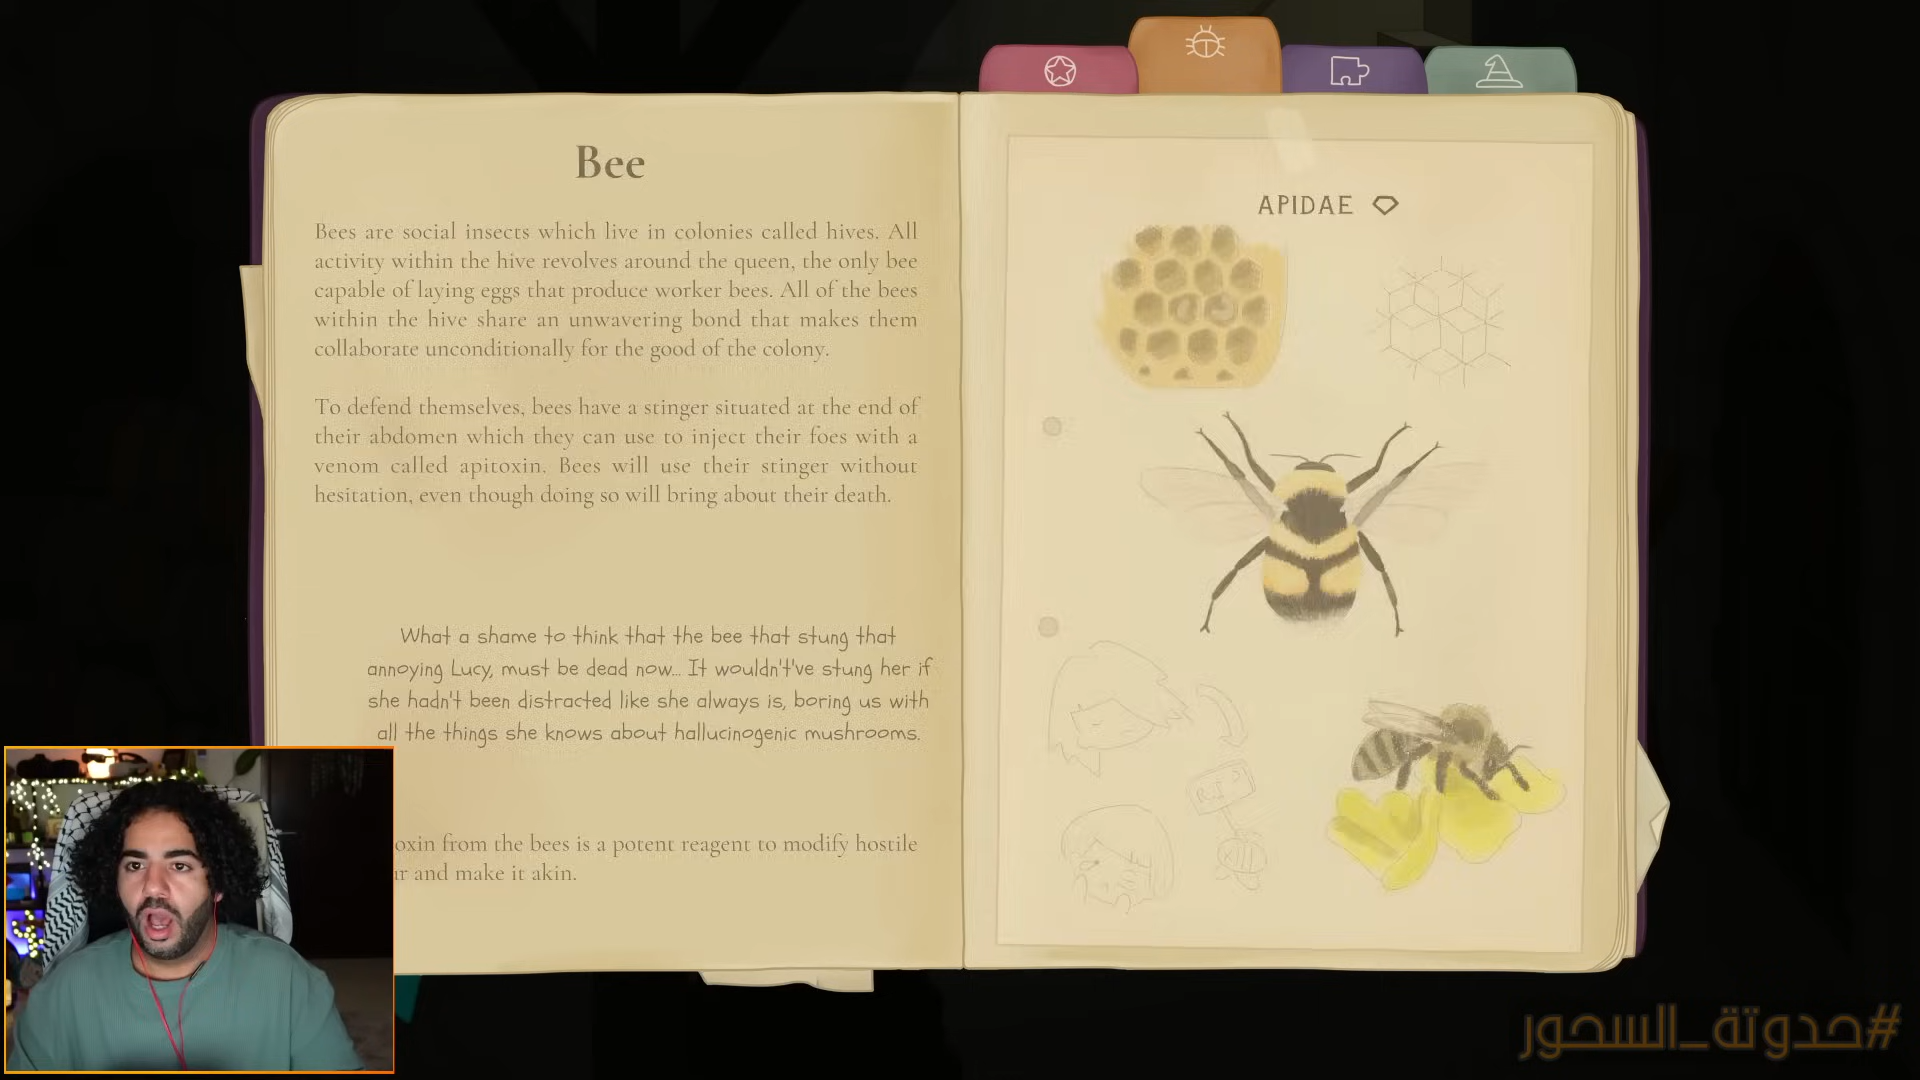 Bee
Bees are social insects which live in colonies called hives. All
activity within the hive revolves around the queen, the only bee
capable of laying eggs that produce worker bees. All of the bees
within the hive share an unwavering bond that makes them
collaborate unconditionally for the good of the colony.
To defend themselves, bees have a stinger situated at the end of
their abdomen which they can use to inject their foes with a
venom called apitoxin. Bees will use their stinger without
hesitation, even though doing so will bring about their death.
What a shame to think that the bee that stung that
annoying Lucy, must be dead now... It wouldn't've stung her if
she hadn't been distracted like she always is, boring us with
all the things she knows about hallucinogenic mushrooms.
oxin from the bees is a potent reagent to modify hostile
and make it akin.
APIDAE
#حدوتة_السحور